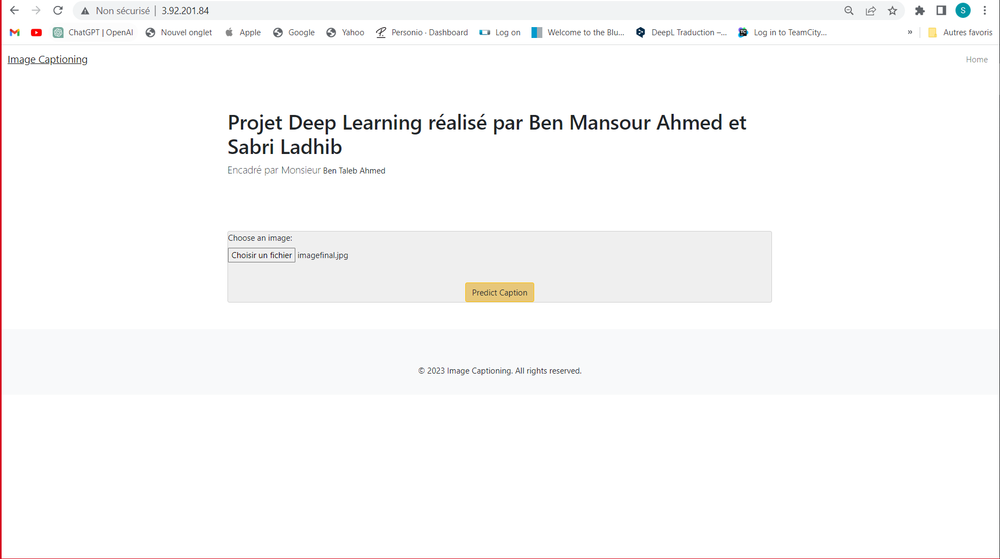 Non sécurisé | 3.92.201.84
S
ChatGPT | OpenAI Nouvel onglet Apple Google Yahoo Personio · Dashboard Log on Welcome to the Blu... DeepL Traduction –... TC Log in to TeamCity... » Autres favoris
Image Captioning Home
Projet Deep Learning réalisé par Ben Mansour Ahmed et
Sabri Ladhib
Encadré par Monsieur Ben Taleb Ahmed
Choose an image:
Choisir un fichier imagefinal.jpg
Predict Caption
© 2023 Image Captioning. All rights reserved.